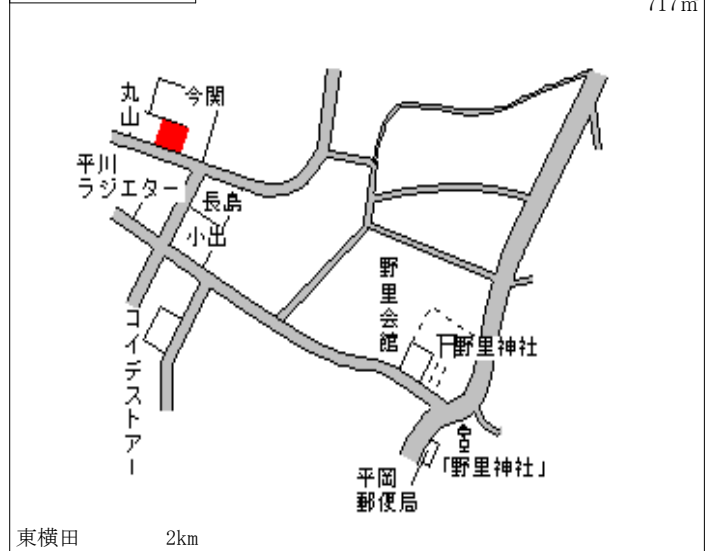 717m
丸山
今関
平川
ラジエター
長島
小出
野里会館
野里神社
コイデストアー
「野里神社」
平岡
郵便局
東横田 2km